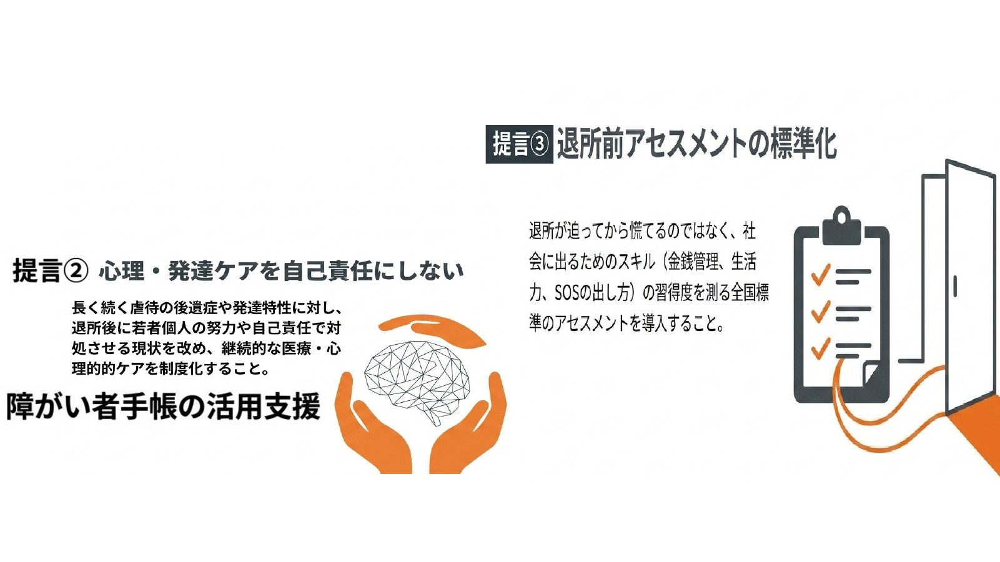 提言② 心理・発達ケアを自己責任にしない
長く続く虐待の後遺症や発達特性に対し、
退所後に若者個人の努力や自己責任で対
処させる現状を改め、継続的な医療・心
理的的ケアを制度化すること。
障がい者手帳の活用支援
提言③ 退所前アセスメントの標準化
退所が迫ってから慌てるのではなく、社
会に出るためのスキル（金銭管理、生活
力、SOSの出し方）の習得度を測る全国標
準のアセスメントを導入すること。